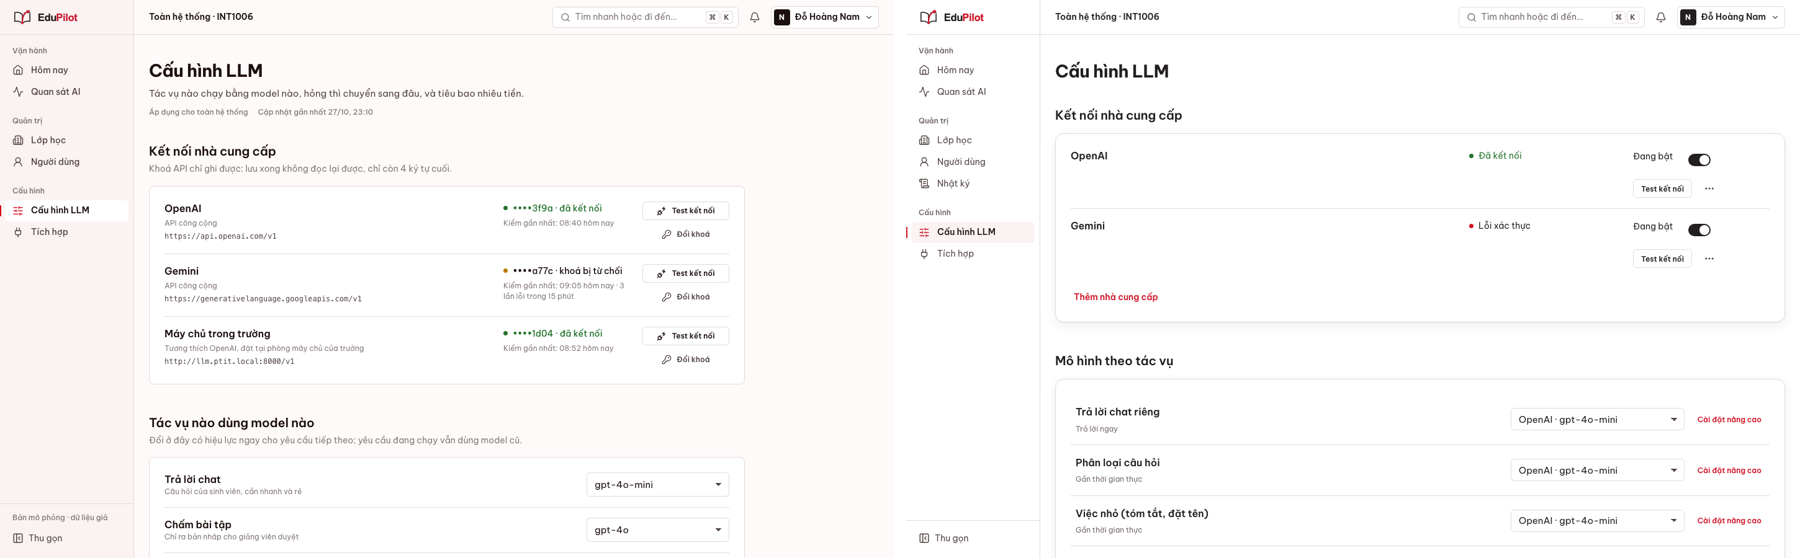 EduPilot
Toàn hệ thống · INT1006
Tìm nhanh hoặc đi đến...
⌘ K
N Đỗ Hoàng Nam
Vận hành
Hôm nay
Quan sát AI
Quản trị
Lớp học
Người dùng
Cấu hình
Cấu hình LLM
Tích hợp
Bản mô phỏng · dữ liệu giả
Thu gọn
Cấu hình LLM
Tác vụ nào chạy bằng model nào, hỏng thì chuyển sang đâu, và tiêu bao nhiêu tiền.
Áp dụng cho toàn hệ thống Cập nhật gần nhất 27/10, 23:10
Kết nối nhà cung cấp
Khoá API chỉ ghi được: lưu xong không đọc lại được, chỉ còn 4 ký tự cuối.
OpenAI
API công cộng
https://api.openai.com/v1
••••3f9a · đã kết nối
Kiểm gần nhất: 08:40 hôm nay
Test kết nối
Đổi khoá
Gemini
API công cộng
https://generativelanguage.googleapis.com/v1
••••a77c · khoá bị từ chối
Kiểm gần nhất: 09:05 hôm nay · 3
lần lỗi trong 15 phút
Test kết nối
Đổi khoá
Máy chủ trong trường
Tương thích OpenAI, đặt tại phòng máy chủ của trường
http://llm.ptit.local:8000/v1
••••1d04 · đã kết nối
Kiểm gần nhất: 08:52 hôm nay
Test kết nối
Đổi khoá
Tác vụ nào dùng model nào
Đổi ở đây có hiệu lực ngay cho yêu cầu tiếp theo; yêu cầu đang chạy vẫn dùng model cũ.
Trả lời chat
Câu hỏi của sinh viên, cần nhanh và rẻ
gpt-4o-mini
Chấm bài tập
Chỉ ra bản nháp cho giảng viên duyệt
gpt-4o
EduPilot
Toàn hệ thống · INT1006
Tìm nhanh hoặc đi đến...
⌘ K
N Đỗ Hoàng Nam
Vận hành
Hôm nay
Quan sát AI
Quản trị
Lớp học
Người dùng
Nhật ký
Cấu hình
Cấu hình LLM
Tích hợp
Thu gọn
Cấu hình LLM
Kết nối nhà cung cấp
OpenAI
Đã kết nối
Đang bật
Test kết nối
Gemini
Lỗi xác thực
Đang bật
Test kết nối
Thêm nhà cung cấp
Mô hình theo tác vụ
Trả lời chat riêng
Trả lời ngay
OpenAI · gpt-4o-mini
Cài đặt nâng cao
Phân loại câu hỏi
Gần thời gian thực
OpenAI · gpt-4o-mini
Cài đặt nâng cao
Việc nhỏ (tóm tắt, đặt tên)
Gần thời gian thực
OpenAI · gpt-4o-mini
Cài đặt nâng cao